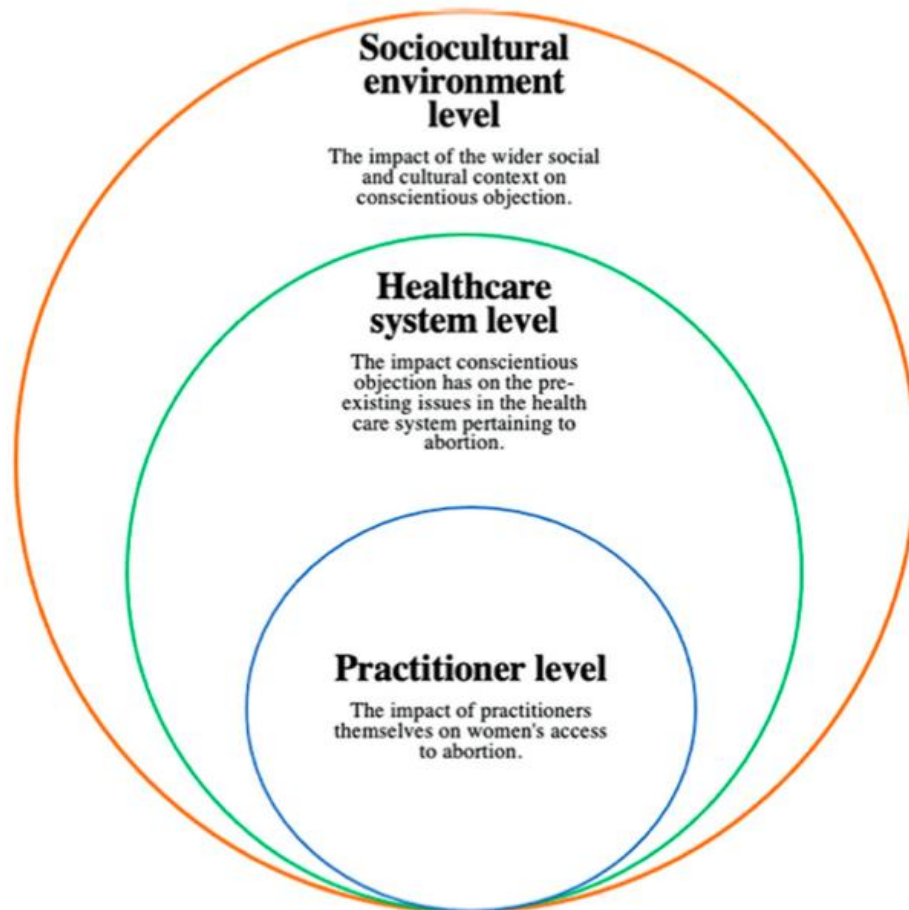 Sociocultural
environment
level
The impact of the wider social
and cultural context on
conscientious objection.
Healthcare
system level
The impact conscientious
objection has on the pre-
existing issues in the health
care system pertaining to
abortion.
Practitioner level
The impact of practitioners
themselves on women's access
to abortion.